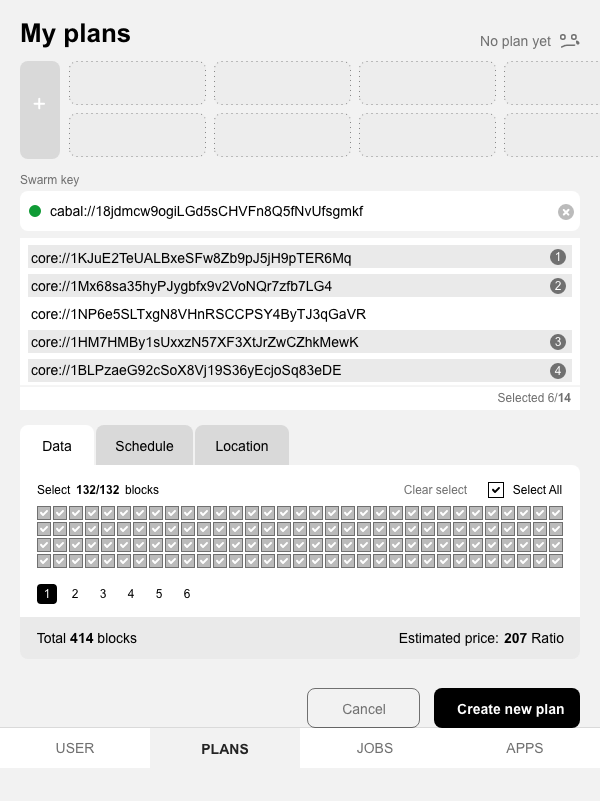 My plans
No plan yet
+
Swarm key
cabal://18jdmcw9ogiLGd5sCHVFn8Q5fNvUfsgmkf
core://1KJuE2TeUALBxeSFw8Zb9pJ5jH9pTER6Mq 1
core://1Mx68sa35hyPJygbfx9v2VoNQr7zfb7LG4 2
core://1NP6e5SLTxgN8VHnRSCCPSY4ByTJ3qGaVR
core://1HM7HMBy1sUxxzN57XF3XtJrZwCZhkMewK 3
core://1BLPzaeG92cSoX8Vj19S36yEcjoSq83eDE 4
Selected 6/14
Data Schedule Location
Select 132/132 blocks Clear select Select All
1 2 3 4 5 6
Total 414 blocks Estimated price: 207 Ratio
Cancel Create new plan
USER PLANS JOBS APPS